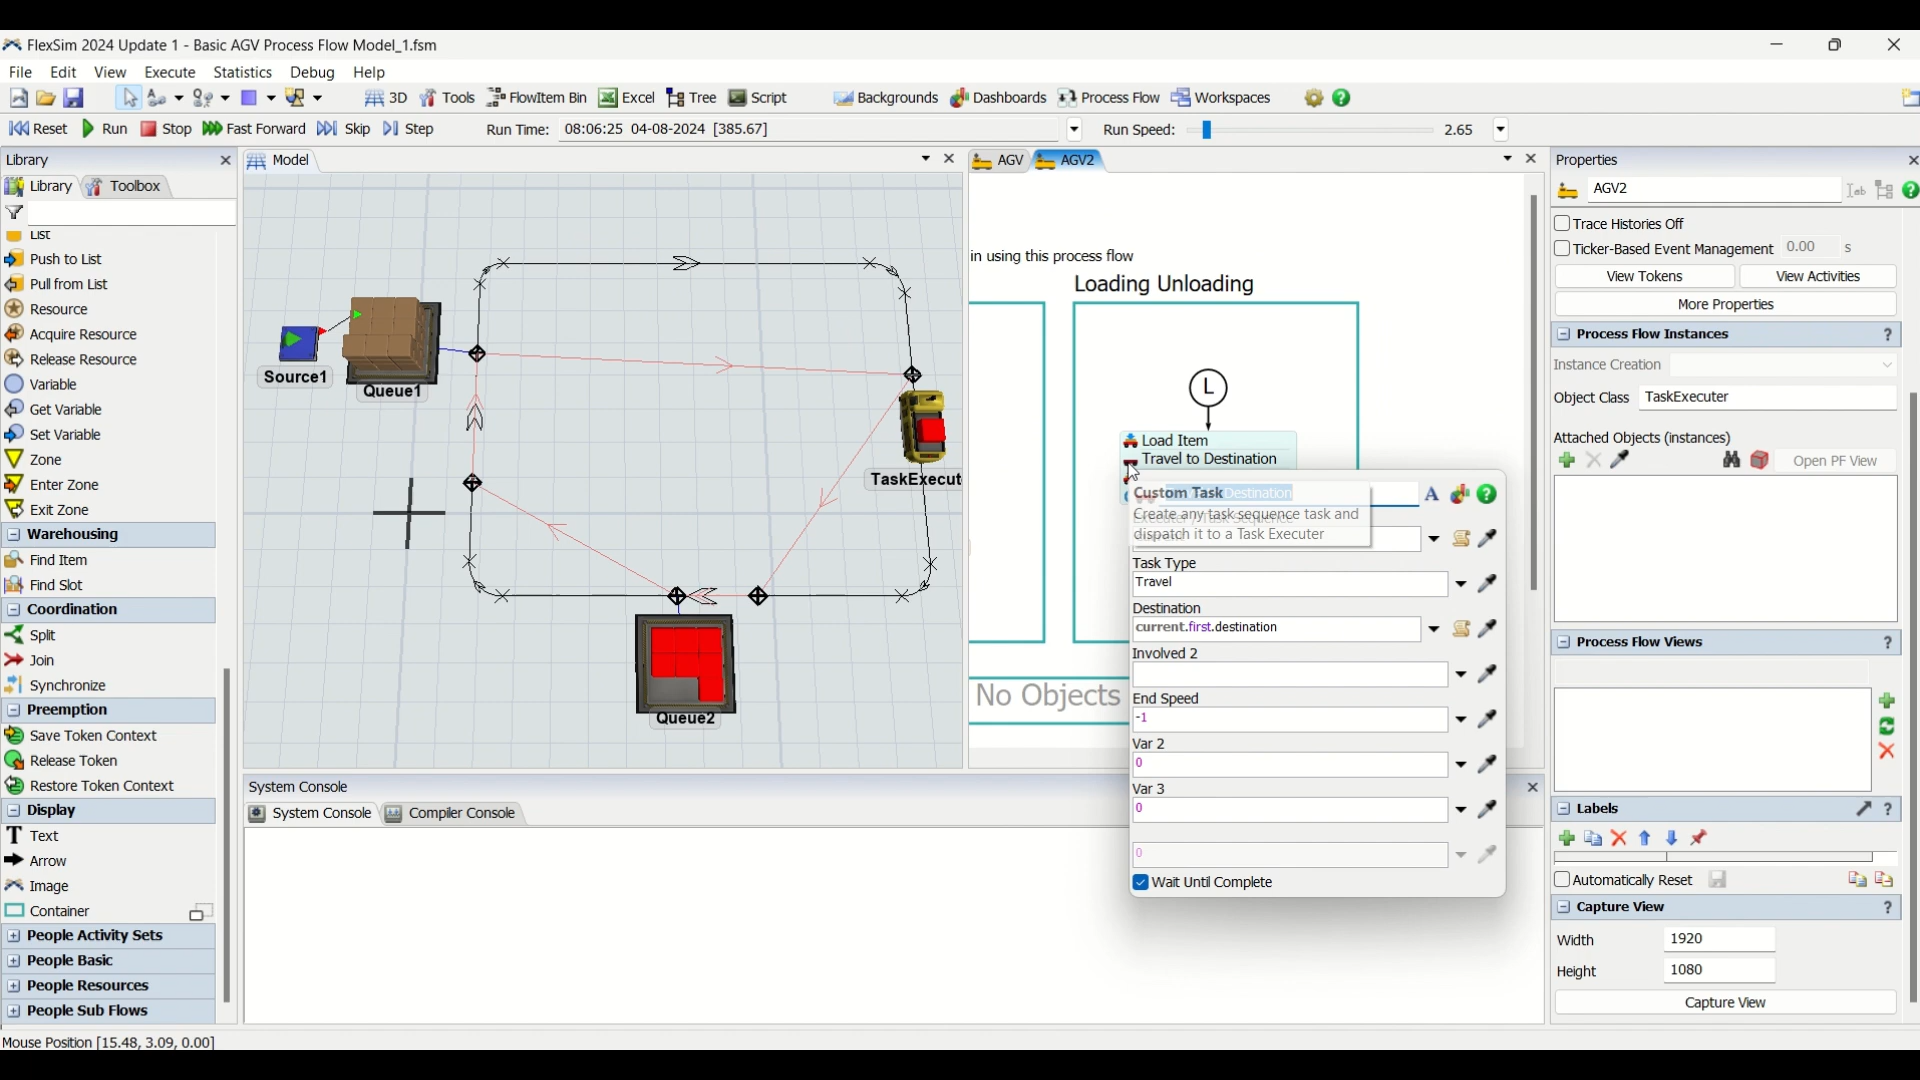 FlexSim 2024 Update 1 - Basic AGV Process Flow Model_1.fsm
File Edit View Execute Statistics Debug Help
3D Tools FlowItem Bin Excel Tree Script Backgrounds Dashboards Process Flow Workspaces
Reset Run Stop Fast Forward Skip Step Run Time: 08:06:25 04-08-2024 [385.67] Run Speed: 2.65
Library
Library Toolbox
List
Push to List
Pull from List
Resource
Acquire Resource
Release Resource
Variable
Get Variable
Set Variable
Zone
Enter Zone
Exit Zone
Warehousing
Find Item
Find Slot
Coordination
Split
Join
Synchronize
Preemption
Save Token Context
Release Token
Restore Token Context
Display
Text
Arrow
Image
Container
People Activity Sets
People Basic
People Resources
People Sub Flows
Mouse Position [15.48, 3.09, 0.00]
Model
Source1
Queue1
TaskExecut
Queue2
System Console
System Console Compiler Console
AGV AGV2
in using this process flow
Loading Unloading
L
Load Item
Travel to Destination
No Objects
Custom Task Destination
Create any task sequence task and
dispatch it to a Task Executer
Executer / Task Sequence
Task Type
Travel
Destination
current.first.destination
Involved 2
End Speed
-1
Var 2
0
Var 3
0
0
Wait Until Complete
Properties
AGV2
Trace Histories Off
Ticker-Based Event Management 0.00 s
View Tokens View Activities
More Properties
Process Flow Instances ?
Instance Creation
Object Class TaskExecuter
Attached Objects (instances)
Open PF View
Process Flow Views ?
Labels ?
Automatically Reset
Capture View ?
Width 1920
Height 1080
Capture View